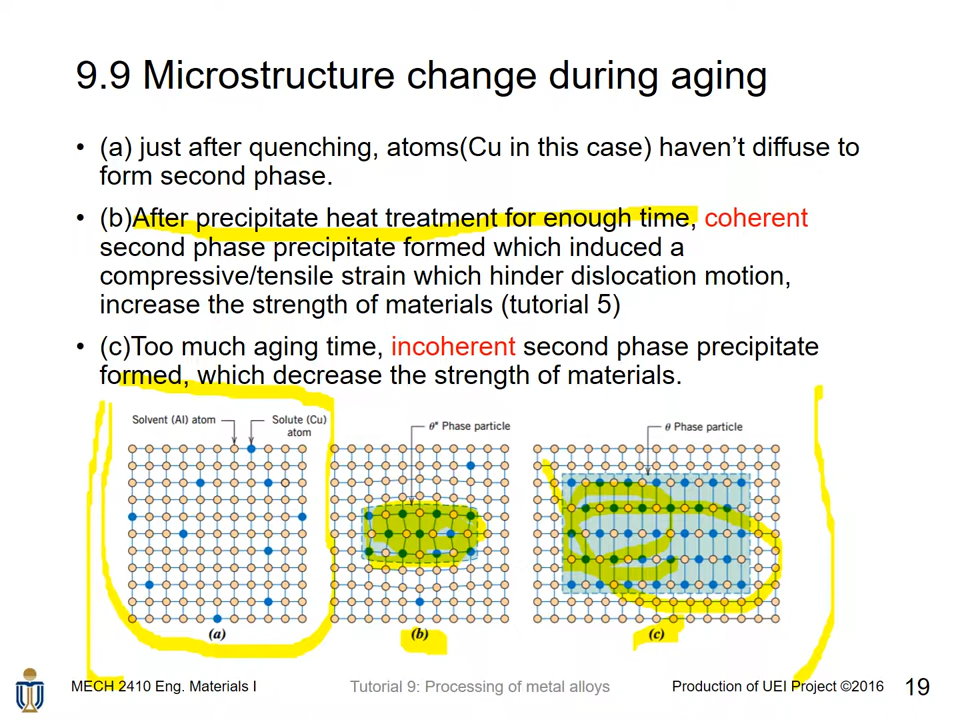 9.9 Microstructure change during aging
• (a) just after quenching, atoms(Cu in this case) haven’t diffuse to
form second phase.
• (b)After precipitate heat treatment for enough time, coherent
second phase precipitate formed which induced a
compressive/tensile strain which hinder dislocation motion,
increase the strength of materials (tutorial 5)
• (c)Too much aging time, incoherent second phase precipitate
formed, which decrease the strength of materials.
Solvent (Al) atom
Solute (Cu)
atom
θ" Phase particle
θ Phase particle
(a)
(b)
(c)
MECH 2410 Eng. Materials I
Tutorial 9: Processing of metal alloys
Production of UEI Project ©2016
19